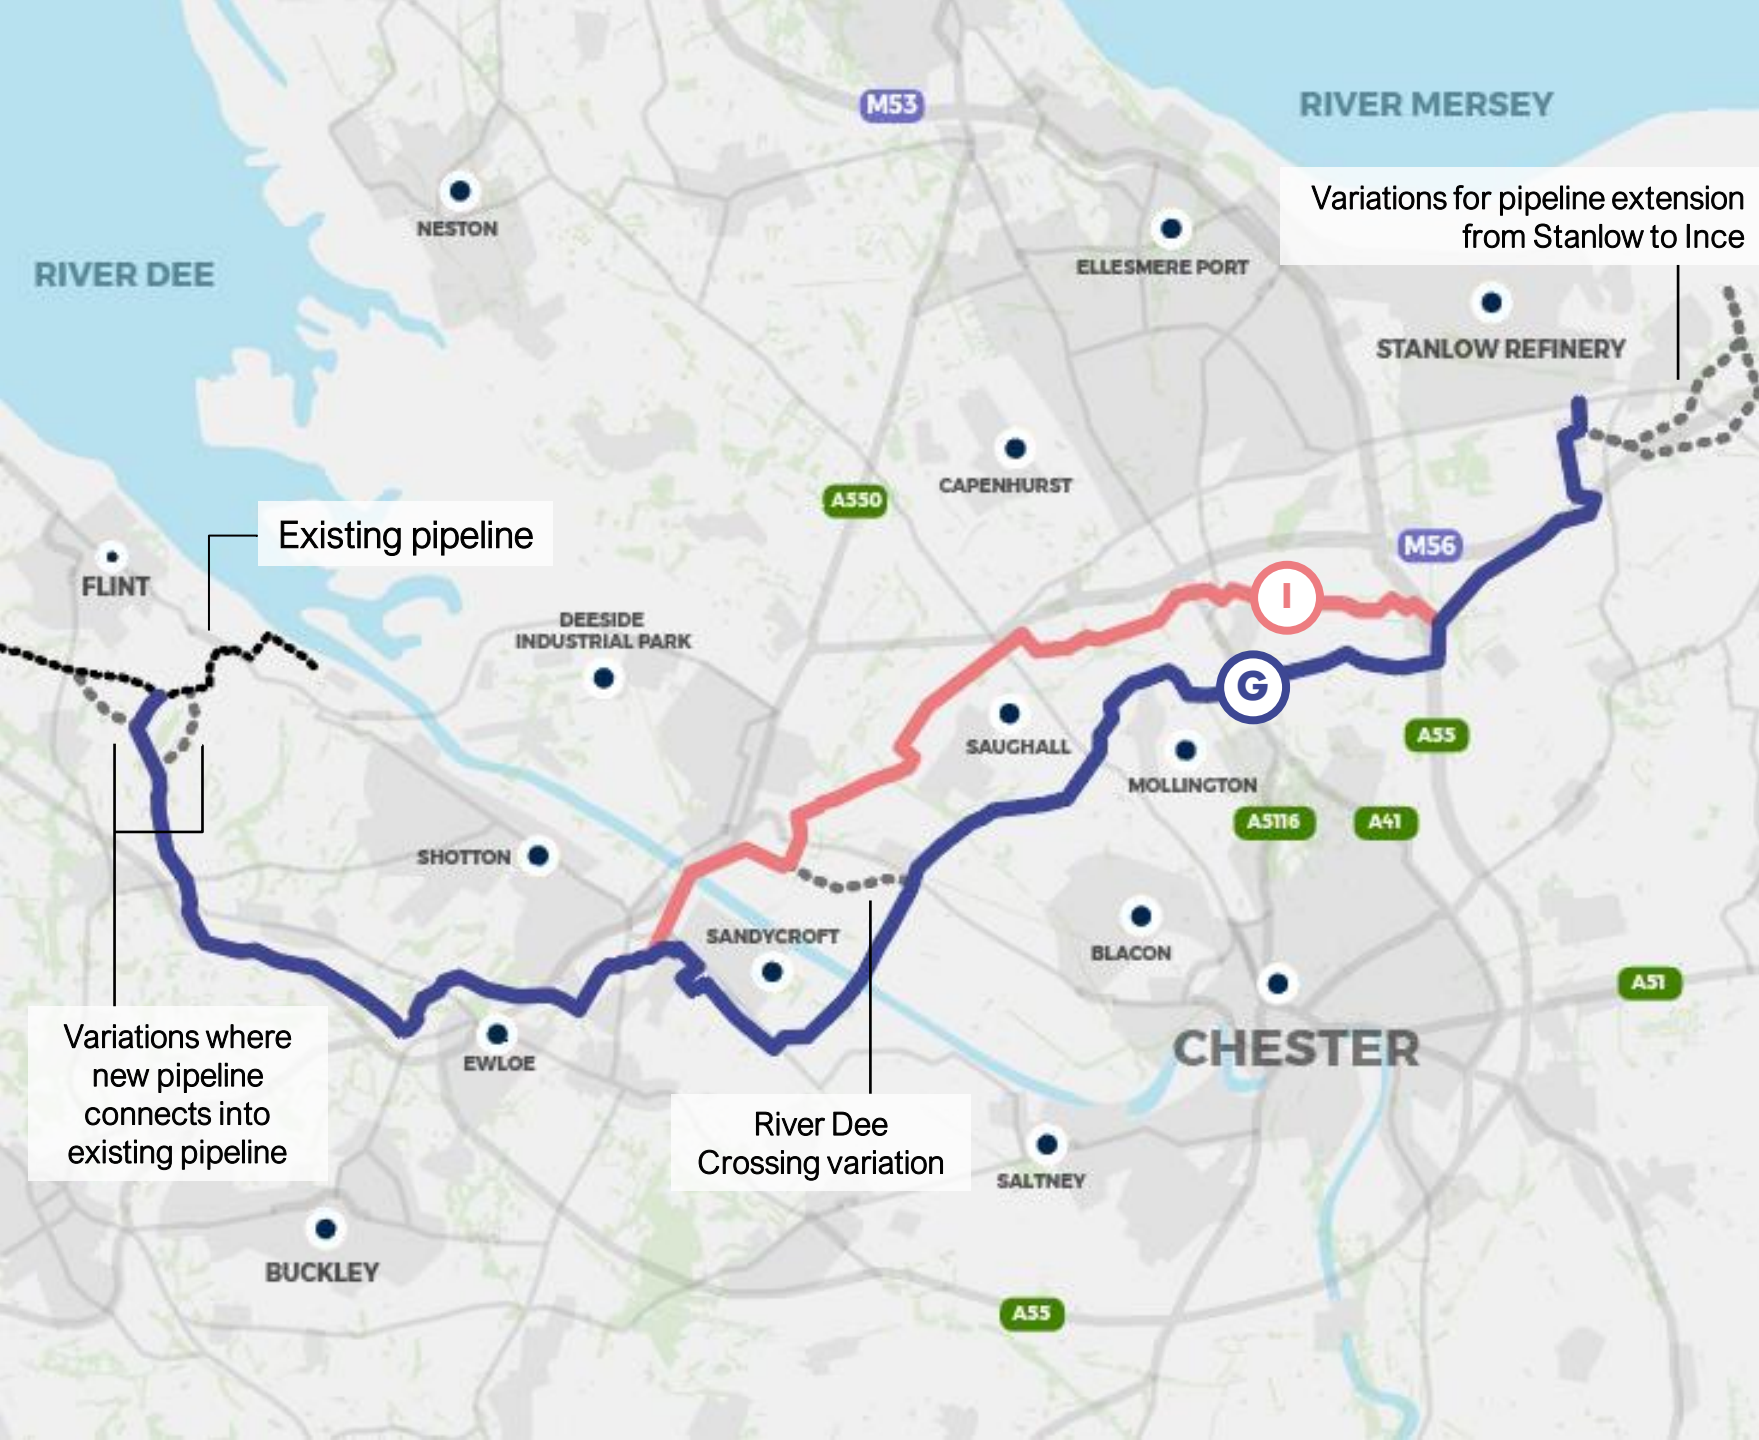 M53
RIVER MERSEY
Variations for pipeline extension
from Stanlow to Ince
NESTON
ELLESMERE PORT
RIVER DEE
STANLOW REFINERY
CAPENHURST
A550
Existing pipeline
M56
FLINT
I
DEESIDE
INDUSTRIAL PARK
G
SAUGHALL
A55
MOLLINGTON
A5116
A41
SHOTTON
SANDYCROFT
BLACON
A51
Variations where
new pipeline
connects into
existing pipeline
EWLOE
CHESTER
River Dee
Crossing variation
SALTNEY
BUCKLEY
A55